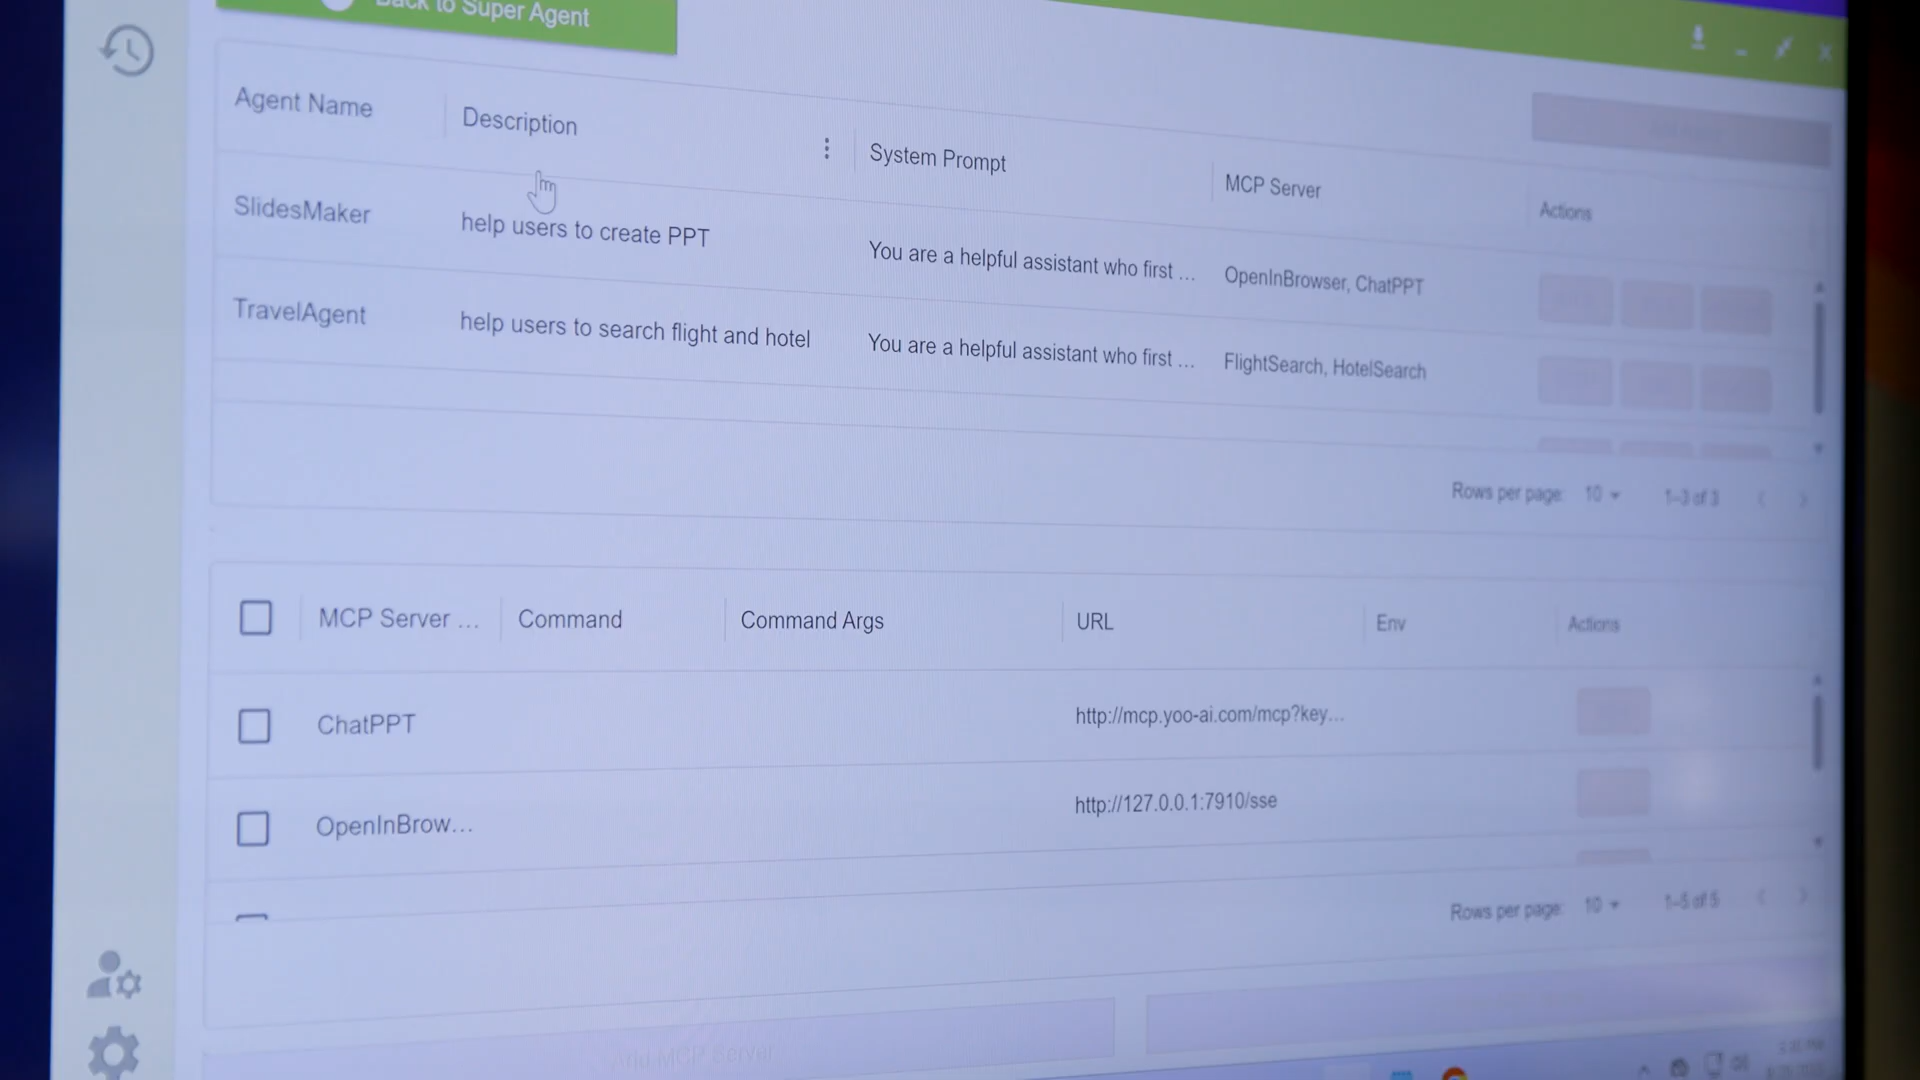 Back to Super Agent
Agent Name
Description
System Prompt
MCP Server
Actions
SlidesMaker
help users to create PPT
You are a helpful assistant who first ...
OpenInBrowser, ChatPPT
TravelAgent
help users to search flight and hotel
You are a helpful assistant who first ...
FlightSearch, HotelSearch
Rows per page: 10
1–3 of 3
MCP Server ...
Command
Command Args
URL
Env
Actions
ChatPPT
http://mcp.yoo-ai.com/mcp?key...
OpenInBrow...
http://127.0.0.1:7910/sse
Rows per page: 10
1–5 of 5
Add MCP Server